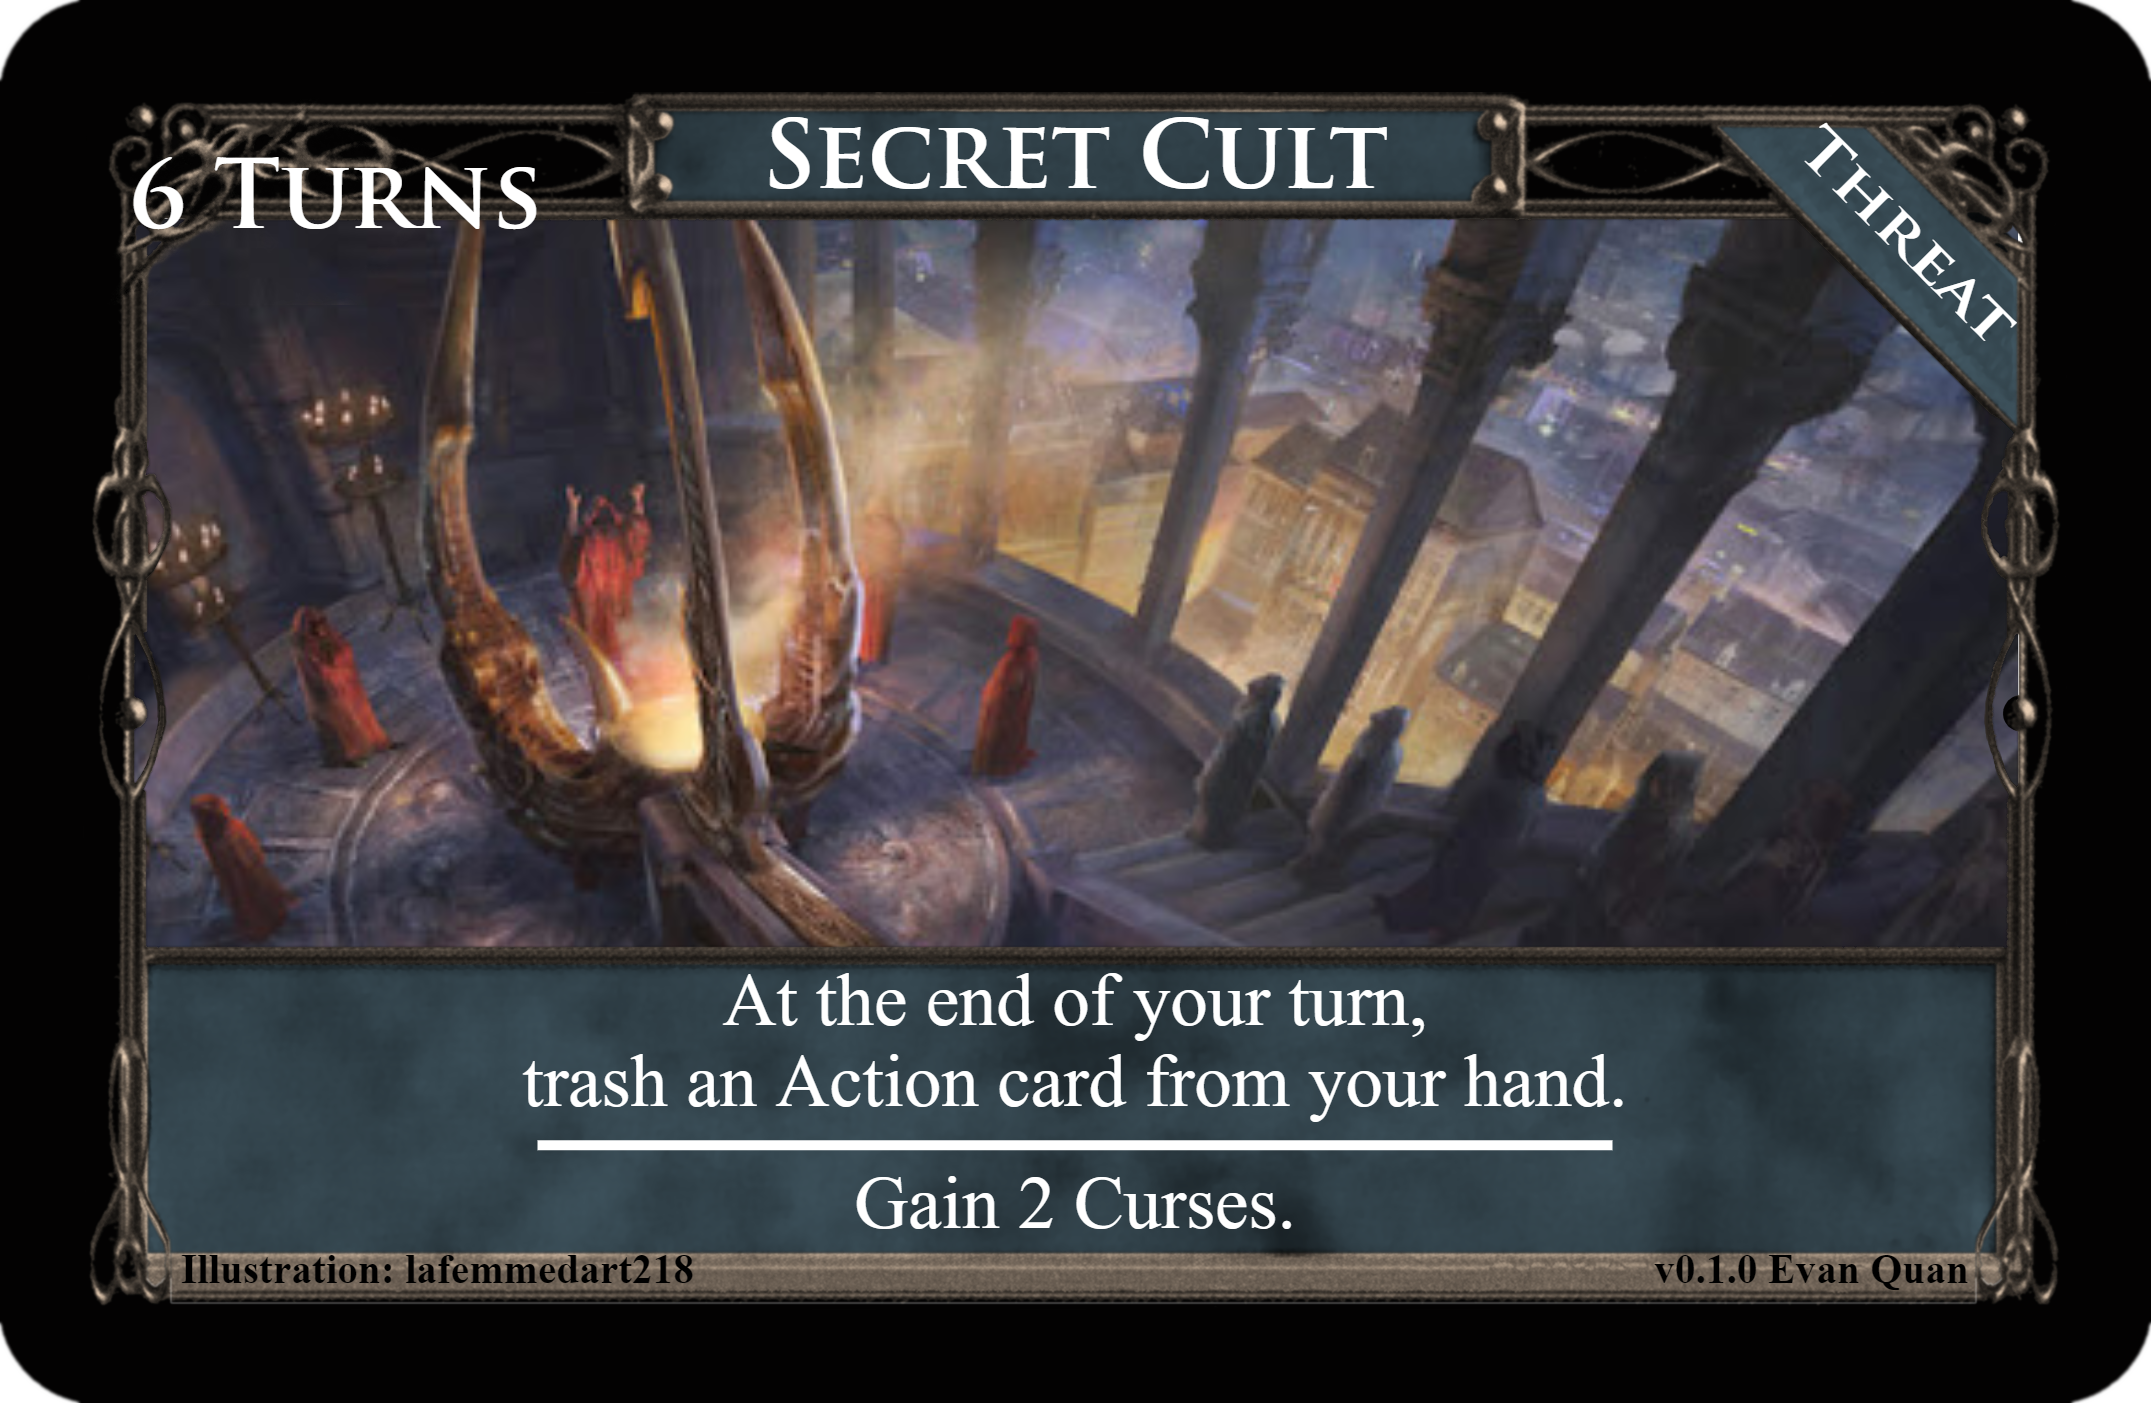 6 Turns
Secret Cult
Threat
At the end of your turn,
trash an Action card from your hand.
Gain 2 Curses.
Illustration: lafemmedart218
v0.1.0 Evan Quan